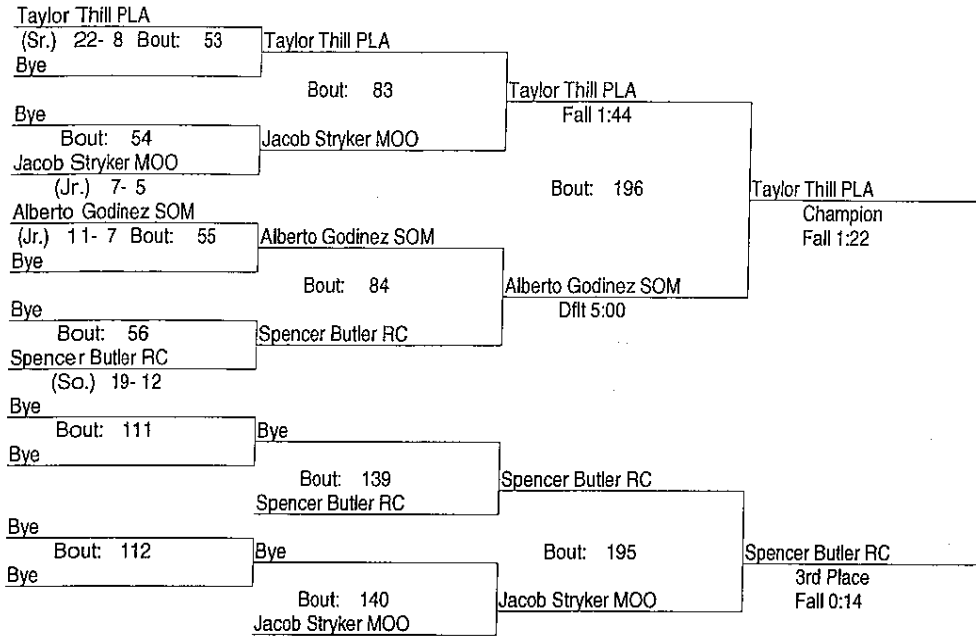 Taylor Thill PLA
(Sr.) 22- 8 Bout: 53
Bye
Taylor Thill PLA
Bout: 83
Bye
Bout: 54
Jacob Stryker MOO
(Jr.) 7- 5
Jacob Stryker MOO
Taylor Thill PLA
Fall 1:44
Bout: 196
Alberto Godinez SOM
(Jr.) 11- 7 Bout: 55
Bye
Alberto Godinez SOM
Bout: 84
Bye
Bout: 56
Spencer Butler RC
(So.) 19- 12
Spencer Butler RC
Alberto Godinez SOM
Dflt 5:00
Taylor Thill PLA
Champion
Fall 1:22
Bye
Bout: 111
Bye
Bye
Bout: 139
Spencer Butler RC
Spencer Butler RC
Bye
Bout: 112
Bye
Bye
Bout: 140
Jacob Stryker MOO
Bout: 195
Jacob Stryker MOO
Spencer Butler RC
3rd Place
Fall 0:14